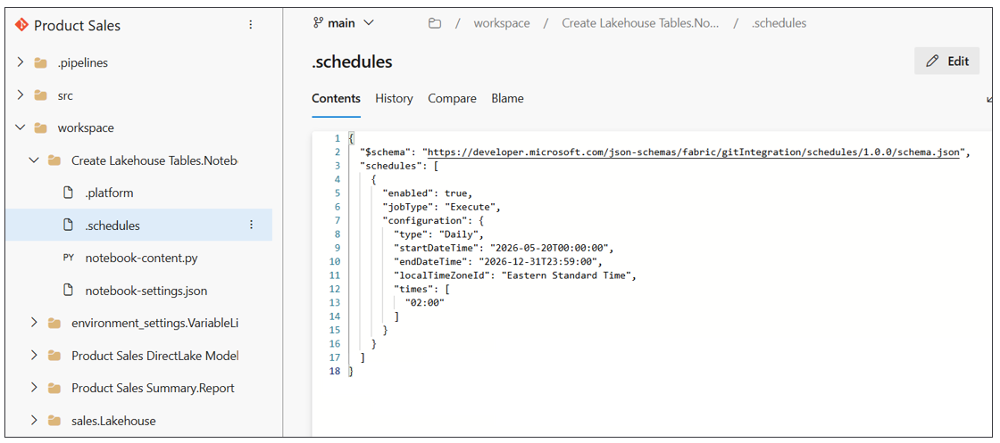 Product Sales
.pipelines
src
workspace
Create Lakehouse Tables.Noteb
.platform
.schedules
PY notebook-content.py
notebook-settings.json
environment_settings.VariableLi
Product Sales DirectLake Model
Product Sales Summary.Report
sales.Lakehouse
main / workspace / Create Lakehouse Tables.No... / .schedules
.schedules
Edit
Contents History Compare Blame
1 {
2 "$schema": "https://developer.microsoft.com/json-schemas/fabric/gitIntegration/schedules/1.0.0/schema.json",
3 "schedules": [
4 {
5 "enabled": true,
6 "jobType": "Execute",
7 "configuration": {
8 "type": "Daily",
9 "startDateTime": "2026-05-20T00:00:00",
10 "endDateTime": "2026-12-31T23:59:00",
11 "localTimeZoneId": "Eastern Standard Time",
12 "times": [
13 "02:00"
14 ]
15 }
16 }
17 ]
18 }